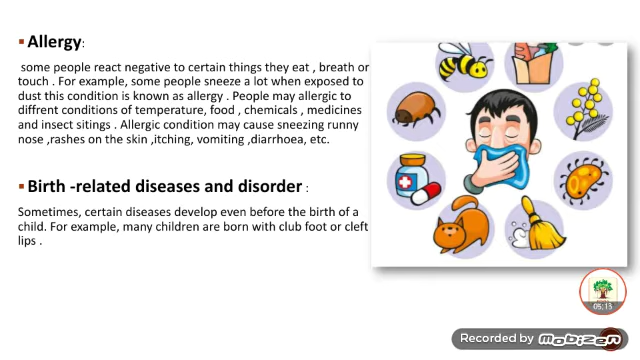 Allergy:
some people react negative to certain things they eat , breath or
touch . For example, some people sneeze a lot when exposed to
dust this condition is known as allergy . People may allergic to
diffrent conditions of temperature, food , chemicals , medicines
and insect sitings . Allergic condition may cause sneezing runny
nose ,rashes on the skin ,itching, vomiting ,diarrhoea, etc.
Birth -related diseases and disorder :
Sometimes, certain diseases develop even before the birth of a
child. For example, many children are born with club foot or cleft
lips .
05:13
Recorded by mobizen